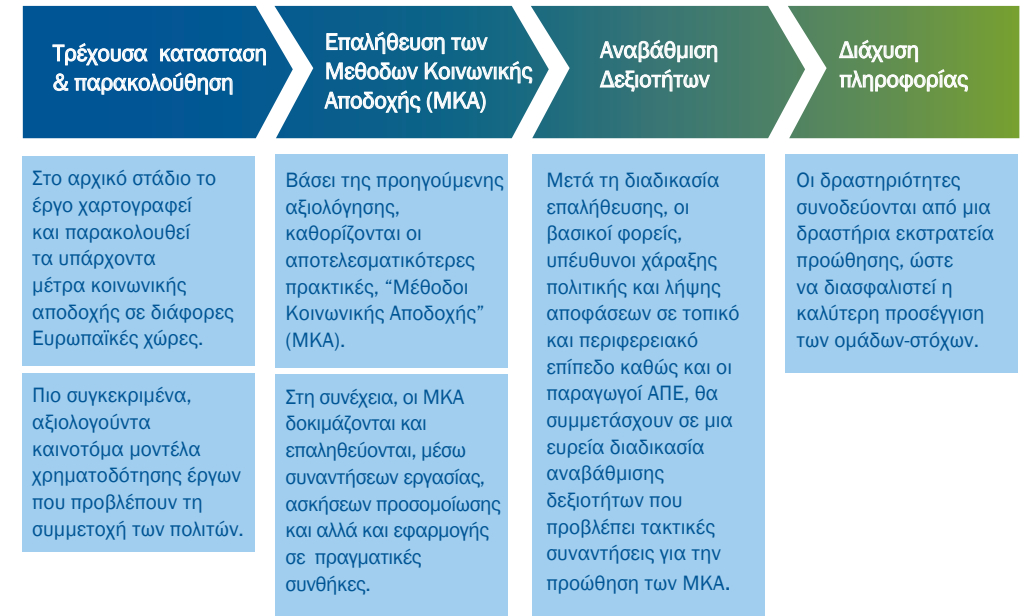 Τρέχουσα κατασταση
& παρακολούθηση
Επαλήθευση των
Μεθοδων Κοινωνικής
Αποδοχής (ΜΚΑ)
Αναβάθμιση
Δεξιοτήτων
Διάχυση
πληροφορίας
Στο αρχικό στάδιο το
έργο χαρτογραφεί
και παρακολουθεί
τα υπάρχοντα
μέτρα κοινωνικής
αποδοχής σε διάφορες
Ευρωπαϊκές χώρες.
Πιο συγκεκριμένα,
αξιολογούντα
καινοτόμα μοντέλα
χρηματοδότησης έργων
που προβλέπουν τη
συμμετοχή των πολιτών.
Βάσει της προηγούμενης
αξιολόγησης,
καθορίζονται οι
αποτελεσματικότερες
πρακτικές, “Μέθοδοι
Κοινωνικής Αποδοχής”
(ΜΚΑ).
Στη συνέχεια, οι ΜΚΑ
δοκιμάζονται και
επαληθεύονται, μέσω
συναντήσεων εργασίας,
ασκήσεων προσομοίωσης
και αλλά και εφαρμογής
σε πραγματικές
συνθήκες.
Μετά τη διαδικασία
επαλήθευσης, οι
βασικοί φορείς,
υπέυθυνοι χάραξης
πολιτικής και λήψης
αποφάσεων σε τοπικό
και περιφερειακό
επίπεδο καθώς και οι
παραγωγοί ΑΠΕ, θα
συμμετάσχουν σε μια
ευρεία διαδικασία
αναβάθμισης
δεξιοτήτων που
προβλέπει τακτικές
συναντήσεις για την
προώθηση των ΜΚΑ.
Οι δραστηριότητες
συνοδεύονται από μια
δραστήρια εκστρατεία
προώθησης, ώστε
να διασφαλιστεί η
καλύτερη προσέγγιση
των ομάδων-στόχων.